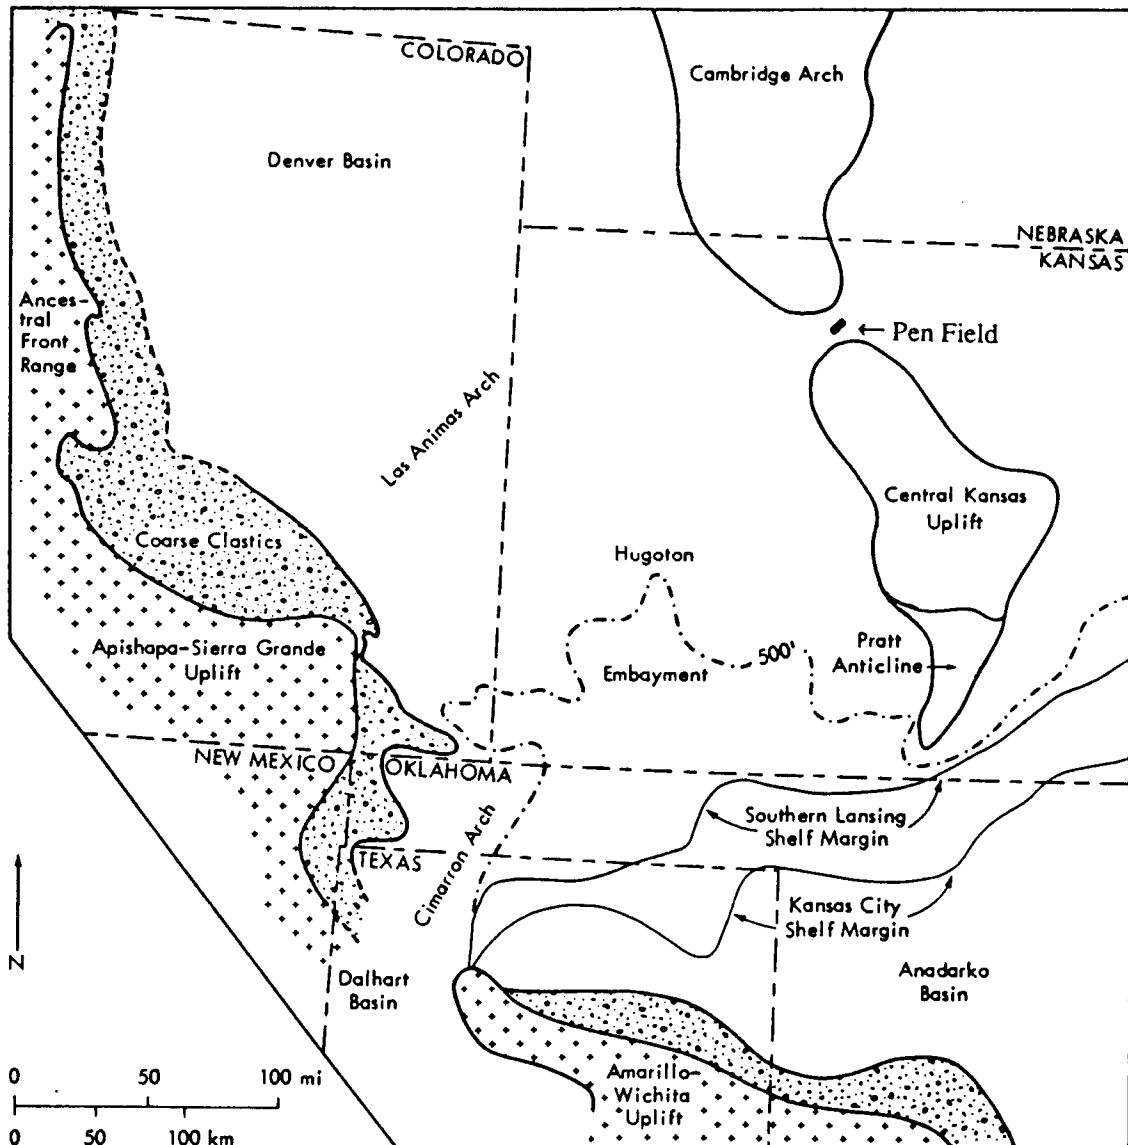 COLORADO
Cambridge Arch
Denver Basin
NEBRASKA
KANSAS
Ances-
tral
Front
Range
← Pen Field
Las Animas Arch
Central Kansas
Uplift
Coarse Clastics
Hugoton
Apishapa-Sierra Grande
Uplift
500'
Embayment
Pratt
Anticline
NEW MEXICO
OKLAHOMA
Southern Lansing
Shelf Margin
TEXAS
Cimarron Arch
Kansas City
Shelf Margin
N
Dalhart
Basin
Anadarko
Basin
Amarillo-
Wichita
Uplift
0 50 100 mi
0 50 100 km